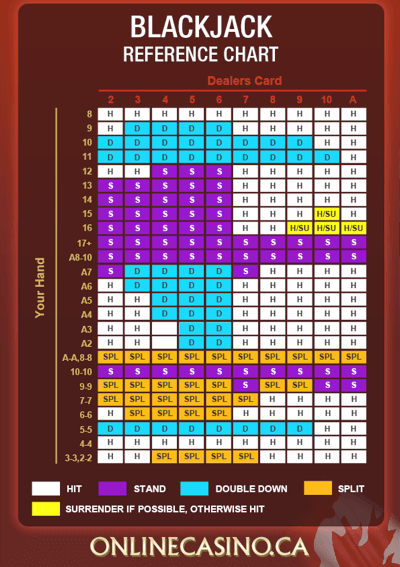 BLACKJACK
REFERENCE CHART
Dealers Card
2 3 4 5 6 7 8 9 10 A
Your Hand
8 H H H H H H H H H H
9 H D D D D H H H H H
10 D D D D D D D D H H
11 D D D D D D D D D H
12 H H S S S H H H H H
13 S S S S S H H H H H
14 S S S S S H H H H H
15 S S S S S H H H H/SU H
16 S S S S S H H H/SU H/SU H/SU
17+ S S S S S S S S S S
A8-10 S S S S S S S S S S
A7 S D D D D S H H H H
A6 H D D D D H H H H H
A5 H H D D D H H H H H
A4 H H D D D H H H H H
A3 H H D D H H H H H
A2 H H H D D H H H H H
A-A,8-8 SPL SPL SPL SPL SPL SPL SPL SPL SPL SPL
10-10 S S S S S S S S S S
9-9 SPL SPL SPL SPL SPL S SPL SPL S S
7-7 SPL SPL SPL SPL SPL SPL H H H H
6-6 H SPL SPL SPL SPL H H H H H
5-5 D D D D D D D D H H
4-4 H H H H H H H H H H
3-3,2-2 H H SPL SPL SPL SPL H H H H
HIT STAND DOUBLE DOWN SPLIT
SURRENDER IF POSSIBLE, OTHERWISE HIT
ONLINECASINO.CA